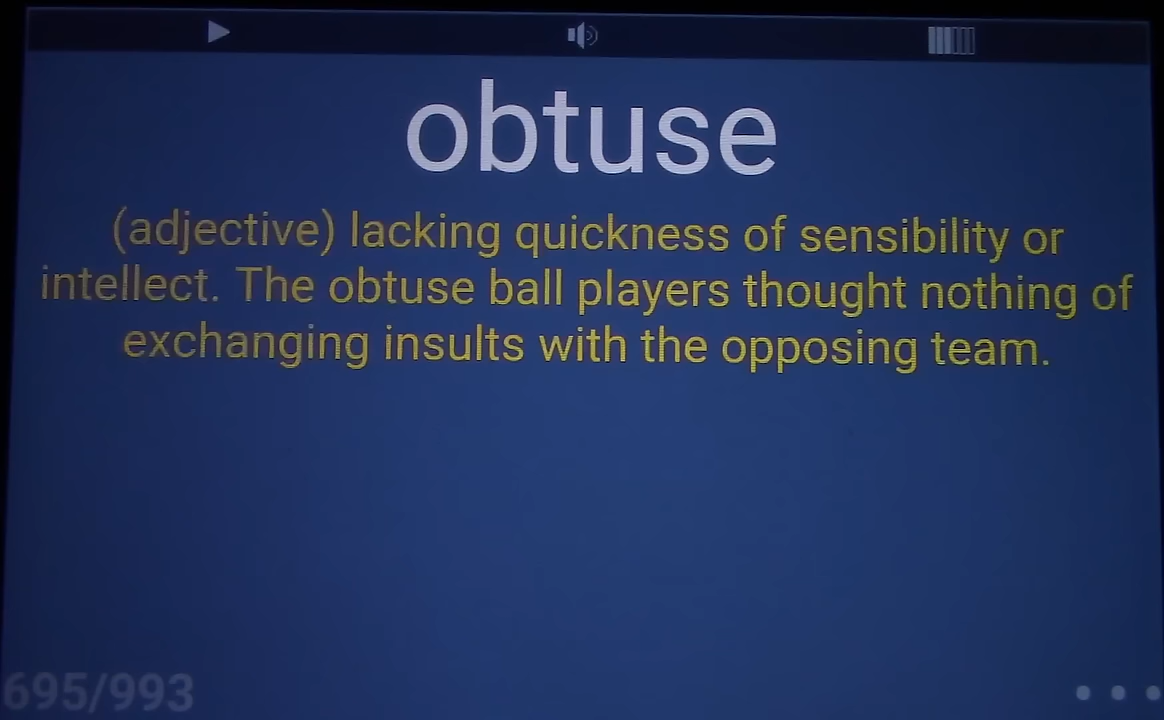 obtuse
(adjective) lacking quickness of sensibility or
intellect. The obtuse ball players thought nothing of
exchanging insults with the opposing team.
695/993